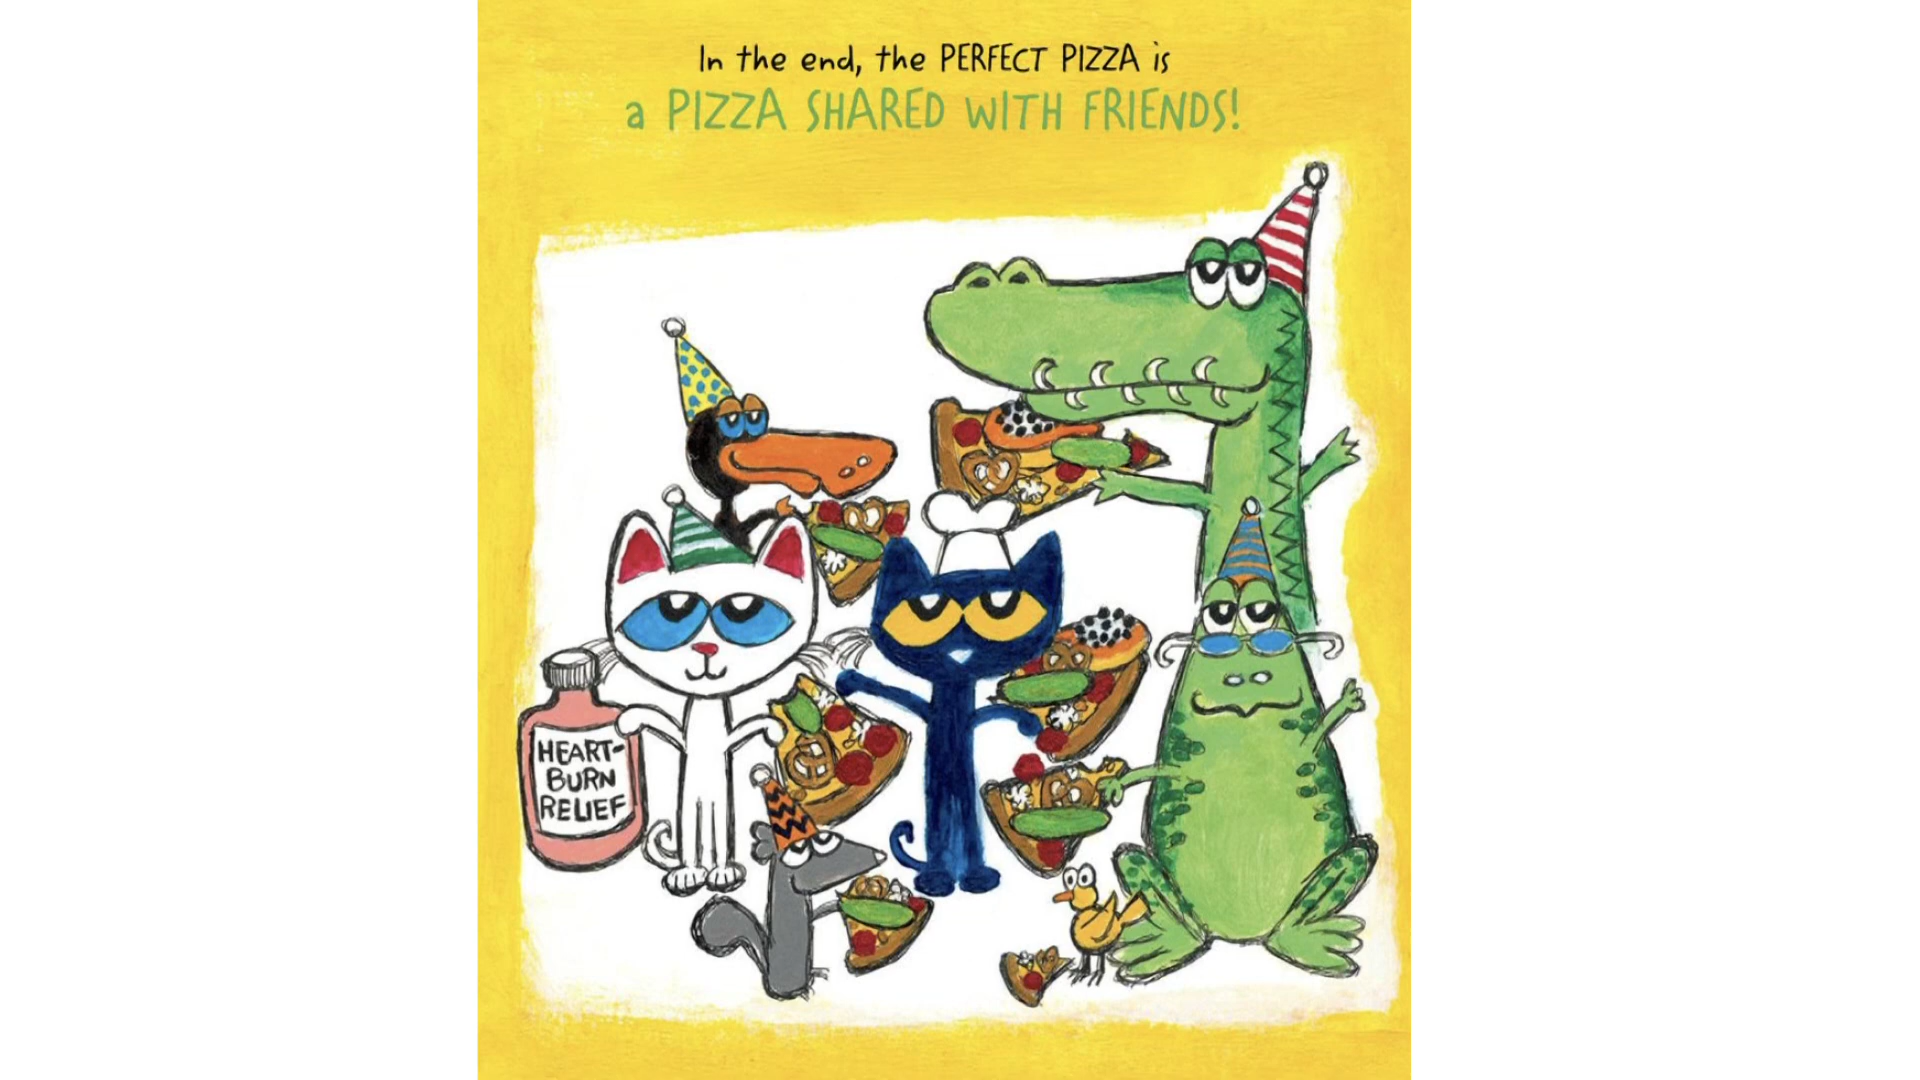 In the end, the PERFECT PIZZA is
a PIZZA SHARED WITH FRIENDS!
HEART-
BURN
RELIEF